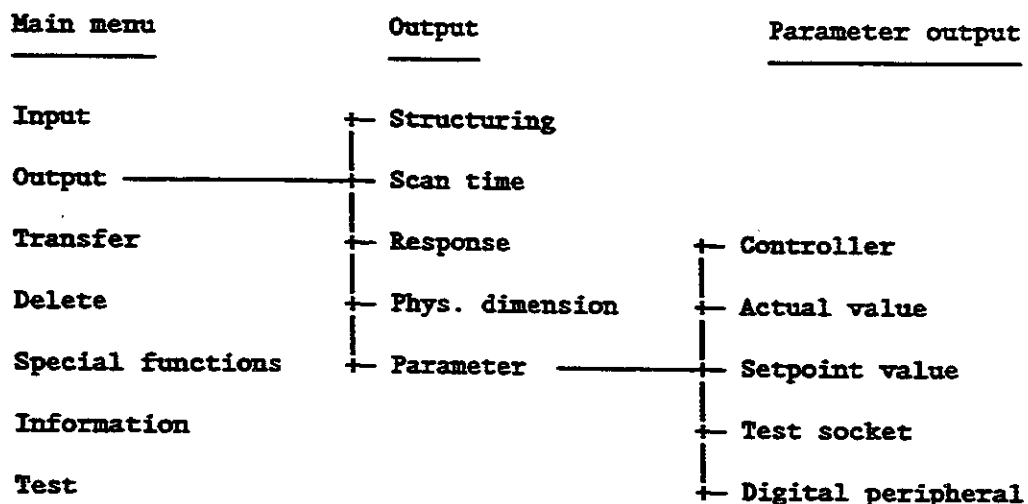 Main menu Output Parameter output
Input Structuring
Output Scan time
Transfer Response Controller
Delete Phys. dimension Actual value
Special functions Parameter Setpoint value
Information Test socket
Test Digital peripheral